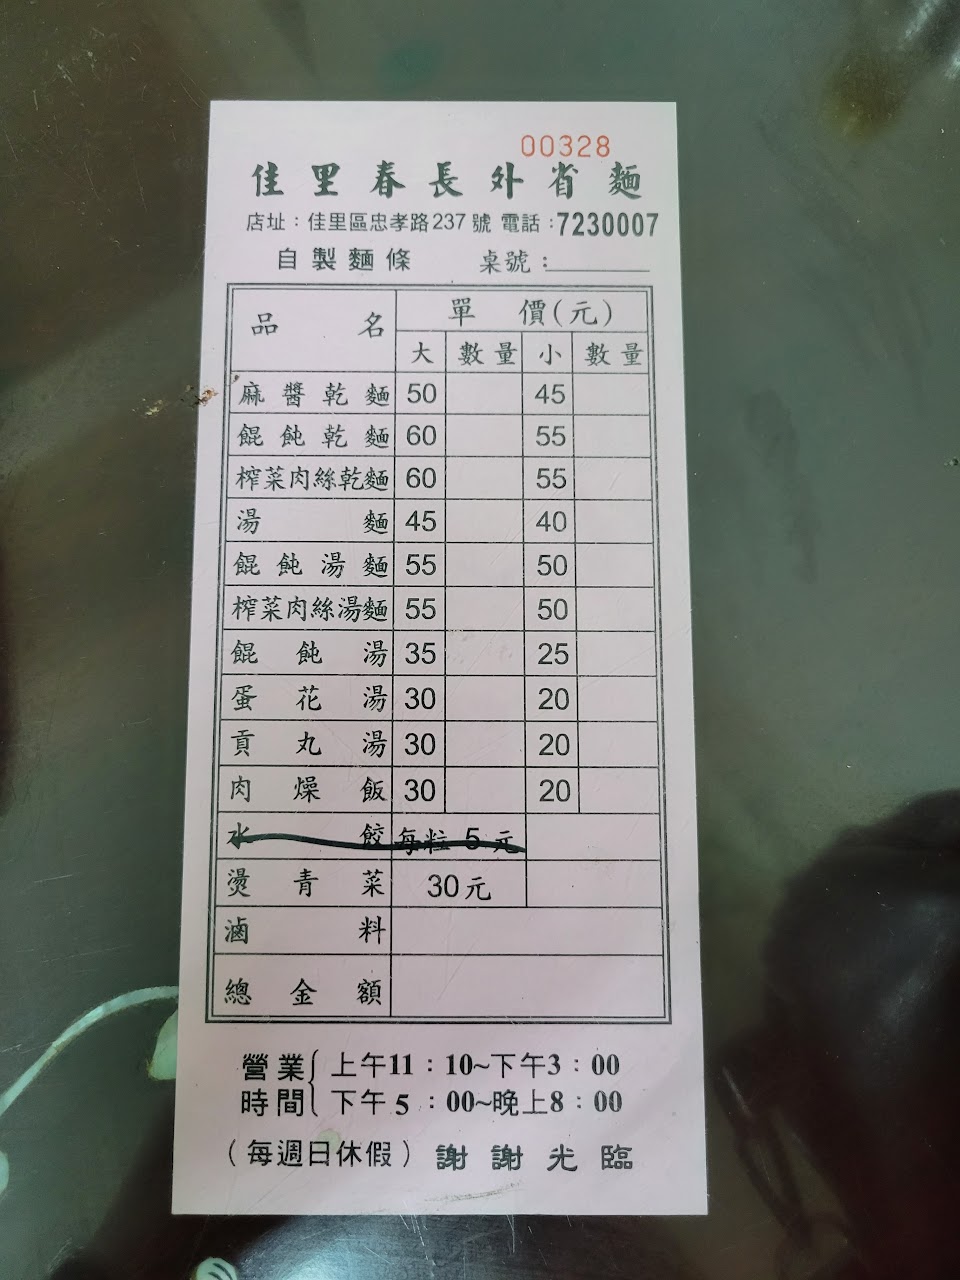 00328
佳里春長外省麵
店址：佳里區忠孝路237號 電話：7230007
自製麵條 桌號：
品名 單價(元)
大 數量 小 數量
麻醬乾麵 50 45
餛飩乾麵 60 55
榨菜肉絲乾麵 60 55
湯麵 45 40
餛飩湯麵 55 50
榨菜肉絲湯麵 55 50
餛飩湯 35 25
蛋花湯 30 20
貢丸湯 30 20
肉燥飯 30 20
水餃 每粒5元
燙青菜 30元
滷料
總金額
營業時間 上午11：10~下午3：00
下午5：00~晚上8：00
(每週日休假) 謝謝光臨